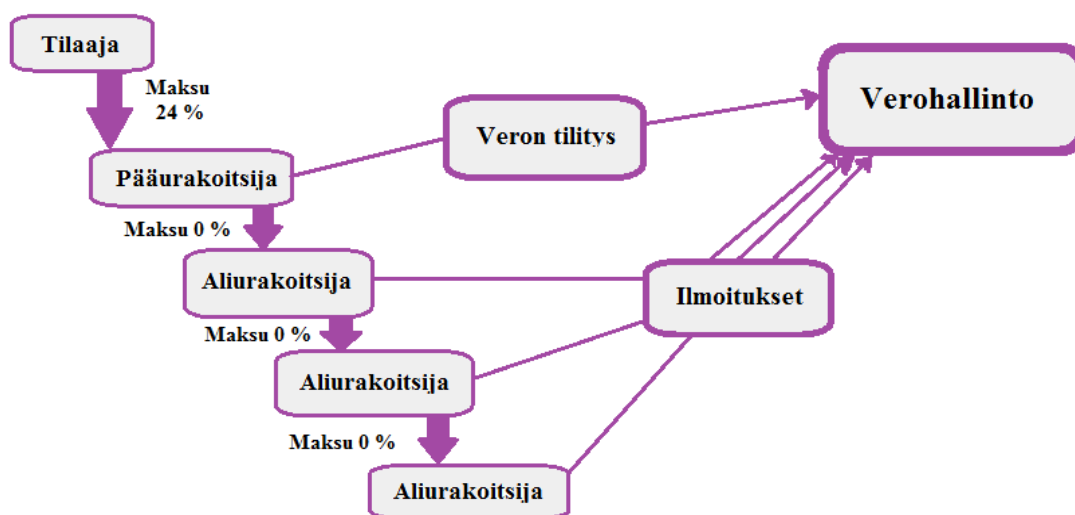 Tilaaja
Maksu
24 %
Verohallinto
Veron tilitys
Pääurakoitsija
Maksu 0 %
Aliurakoitsija
Ilmoitukset
Maksu 0 %
Aliurakoitsija
Maksu 0 %
Aliurakoitsija